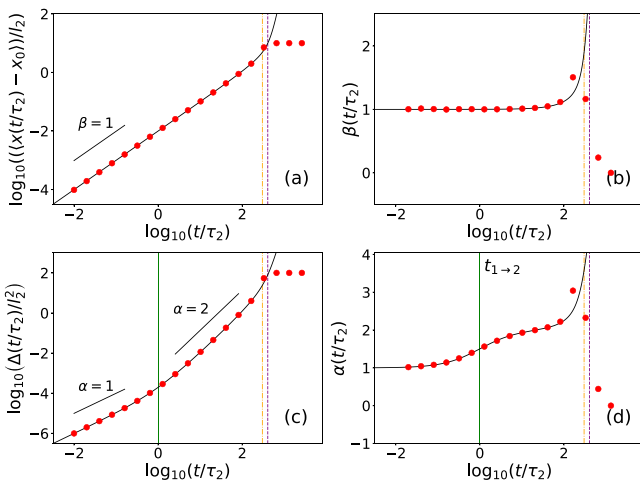 2
0
−2
−4
log₁₀(⟨(x(t/τ₂) − x₀)⟩/l₂)
β = 1
(a)
−2
0
2
log₁₀(t/τ₂)
2
1
0
β(t/τ₂)
(b)
−2
0
2
log₁₀(t/τ₂)
2
0
−2
−4
−6
log₁₀(Δ(t/τ₂)/l₂²)
α = 1
α = 2
(c)
−2
0
2
log₁₀(t/τ₂)
4
3
2
1
0
−1
α(t/τ₂)
t₁→₂
(d)
−2
0
2
log₁₀(t/τ₂)